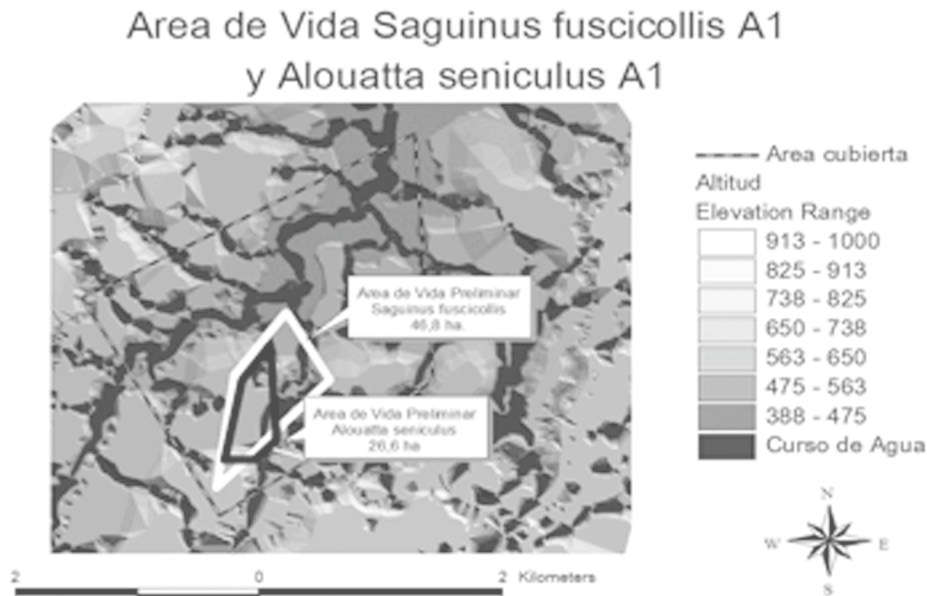 Area de Vida Saguinus fuscicollis A1
y Alouatta seniculus A1
Area de Vida Preliminar
Saguinus fuscicollis
46,8 ha.
Area de Vida Preliminar
Alouatta seniculus
26,6 ha
Area cubierta
Altitud
Elevation Range
913 - 1000
825 - 913
738 - 825
650 - 738
563 - 650
475 - 563
388 - 475
Curso de Agua
N
W E
S
2 0 2 Kilometers